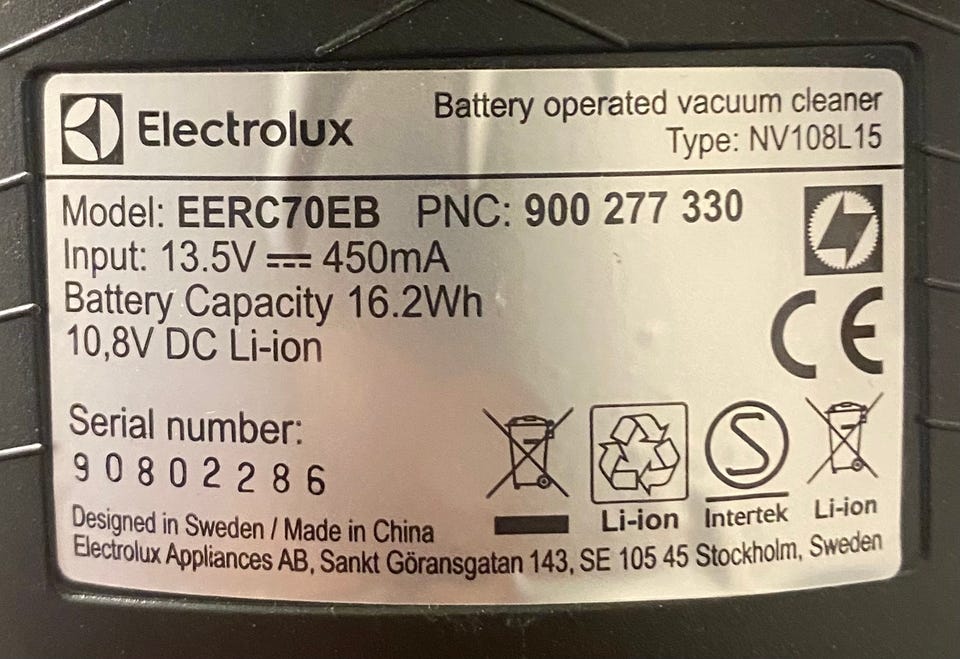 Electrolux
Battery operated vacuum cleaner
Type: NV108L15
Model: EERC70EB PNC: 900 277 330
Input: 13.5V ⎓ 450mA
Battery Capacity 16.2Wh
10,8V DC Li-ion
CE
Serial number:
90802286
S
Li-ion Intertek Li-ion
Designed in Sweden / Made in China
Electrolux Appliances AB, Sankt Göransgatan 143, SE 105 45 Stockholm, Sweden